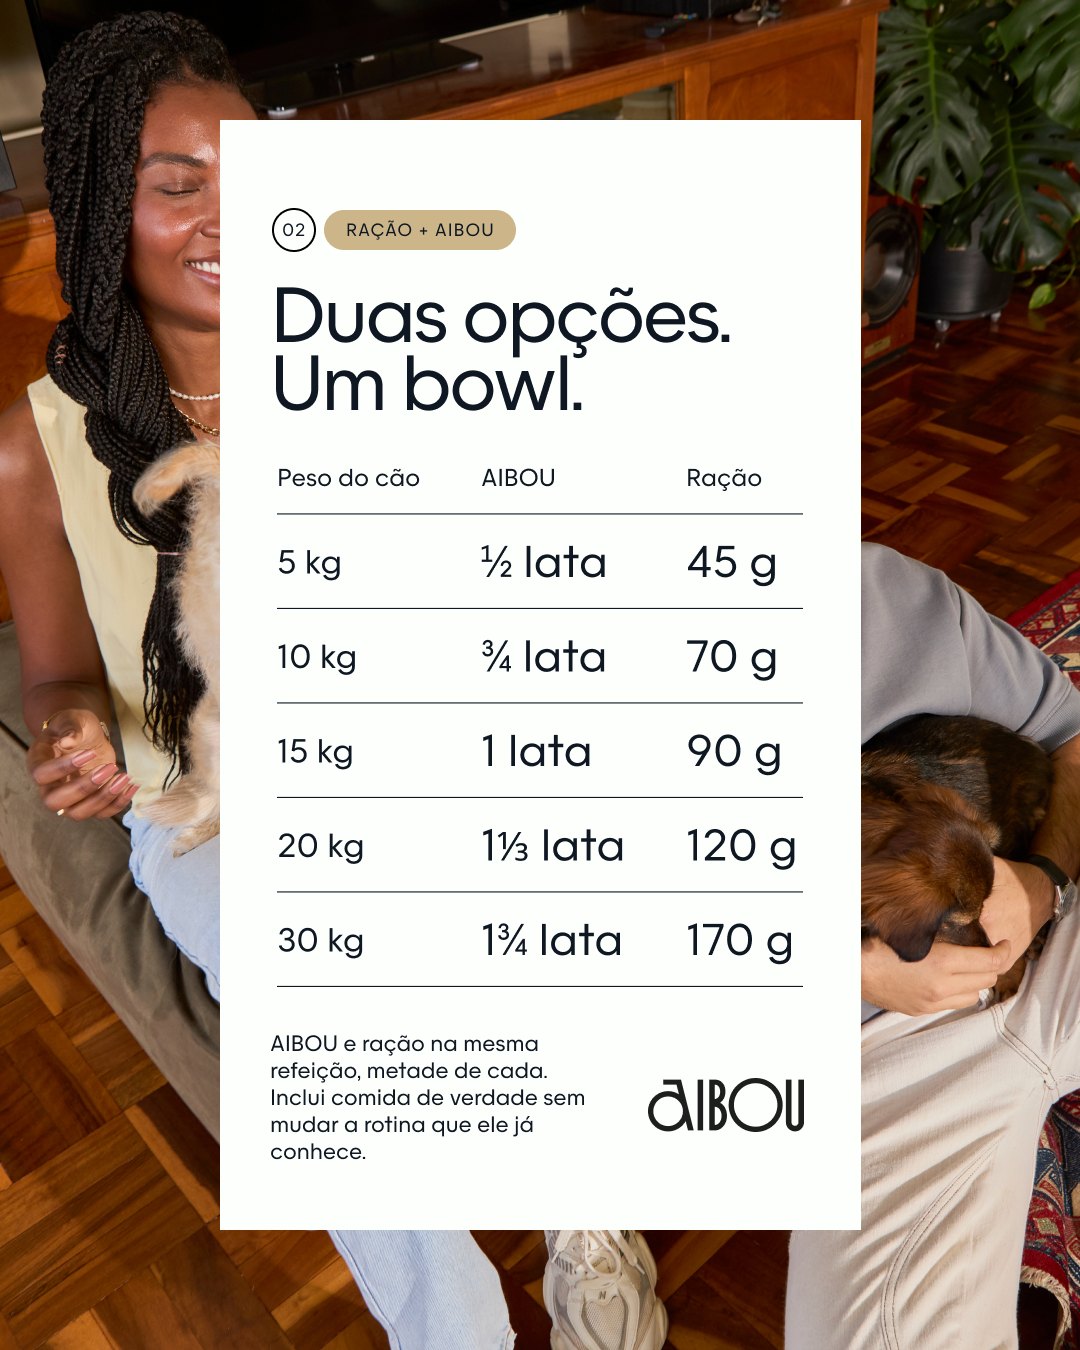 02 RAÇÃO + AIBOU
Duas opções.
Um bowl.
Peso do cão AIBOU Ração
5 kg ½ lata 45 g
10 kg ¾ lata 70 g
15 kg 1 lata 90 g
20 kg 1⅓ lata 120 g
30 kg 1¾ lata 170 g
AIBOU e ração na mesma
refeição, metade de cada.
Inclui comida de verdade sem
mudar a rotina que ele já
conhece.
AIBOU